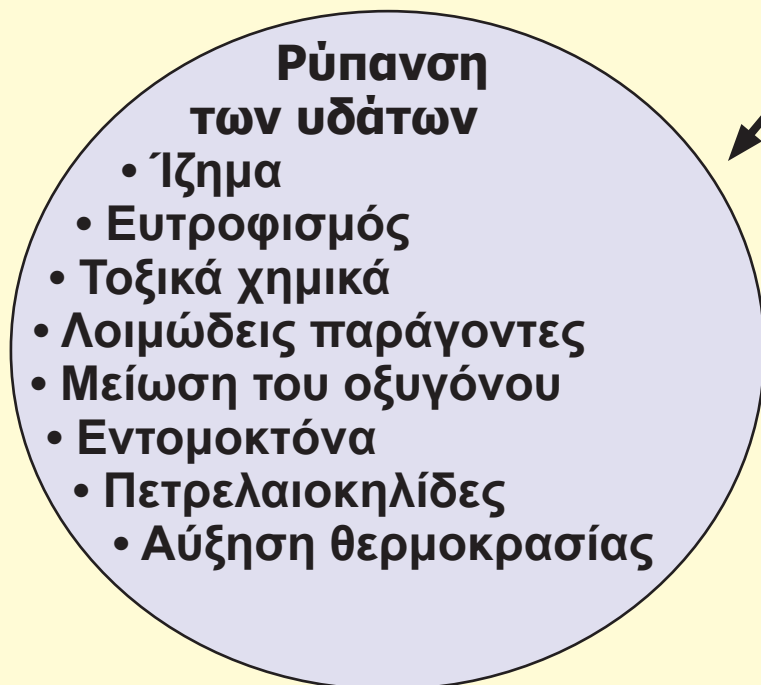 Ρύπανση
των υδάτων
• Ίζημα
• Ευτροφισμός
• Τοξικά χημικά
• Λοιμώδεις παράγοντες
• Μείωση του οξυγόνου
• Εντομοκτόνα
• Πετρελαιοκηλίδες
• Αύξηση θερμοκρασίας